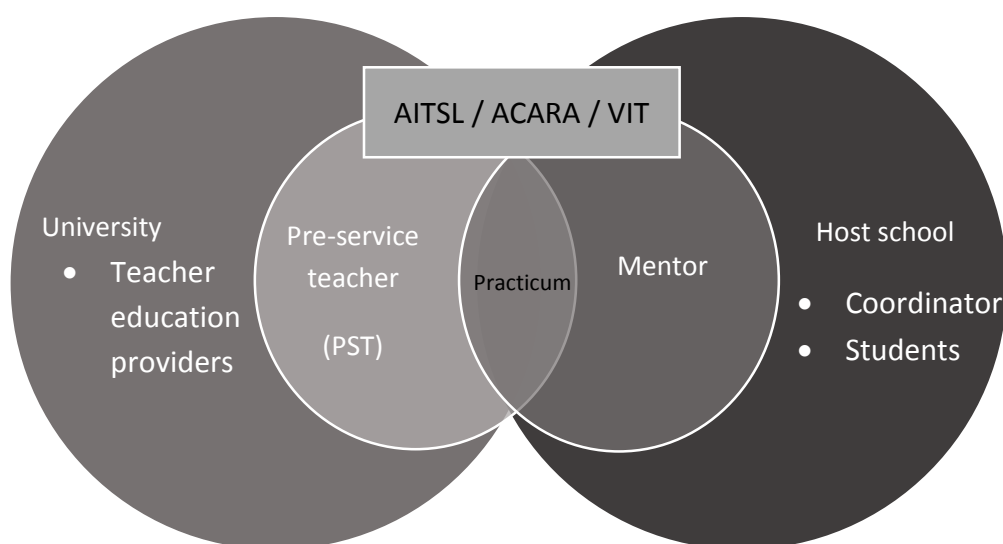 AITSL / ACARA / VIT
University
• Teacher
education
providers
Pre-service
teacher
(PST)
Practicum
Mentor
Host school
• Coordinator
• Students